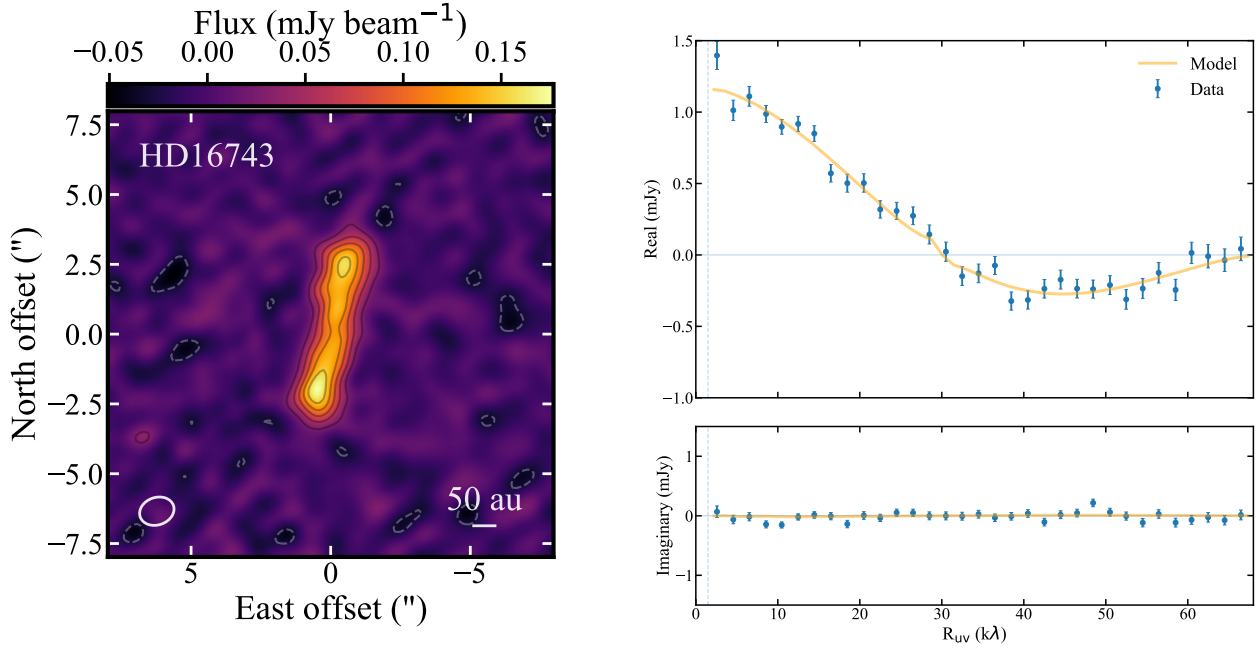 Flux (mJy beam⁻¹)
−0.05 0.00 0.05 0.10 0.15
HD16743
7.5
5.0
2.5
0.0
−2.5
−5.0
−7.5
North offset (")
50 au
5 0 −5
East offset (")
1.5
1.0
0.5
0.0
−0.5
−1.0
Real (mJy)
Model
Data
1
0
−1
Imaginary (mJy)
0 10 20 30 40 50 60
R_uv (kλ)